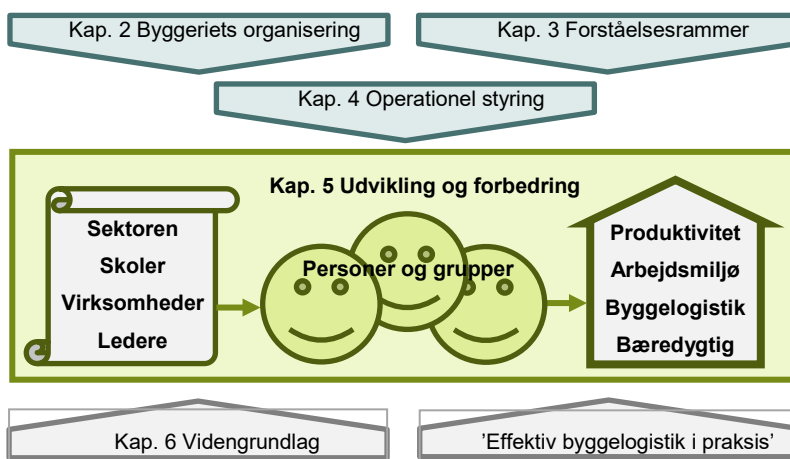 Kap. 2 Byggeriets organisering
Kap. 3 Forståelsesrammer
Kap. 4 Operationel styring
Kap. 5 Udvikling og forbedring
Sektoren
Skoler
Virksomheder
Ledere
Personer og grupper
Produktivitet
Arbejdsmiljø
Byggelogistik
Bæredygtig
Kap. 6 Videngrundlag
’Effektiv byggelogistik i praksis’